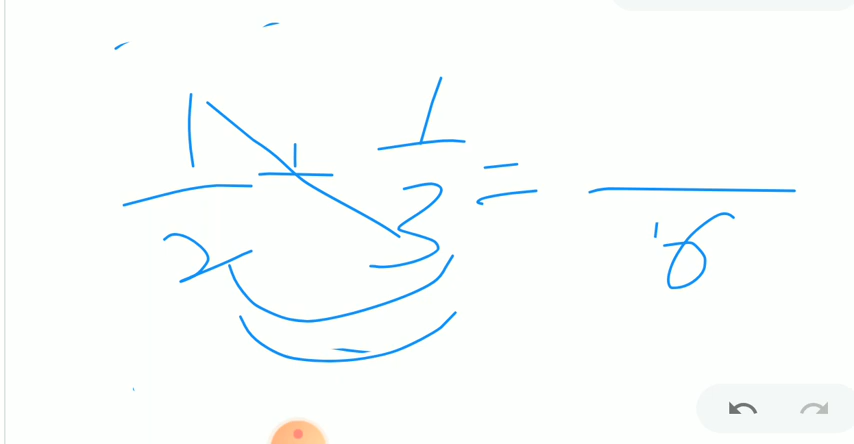 1/2 + 1/3 = /6